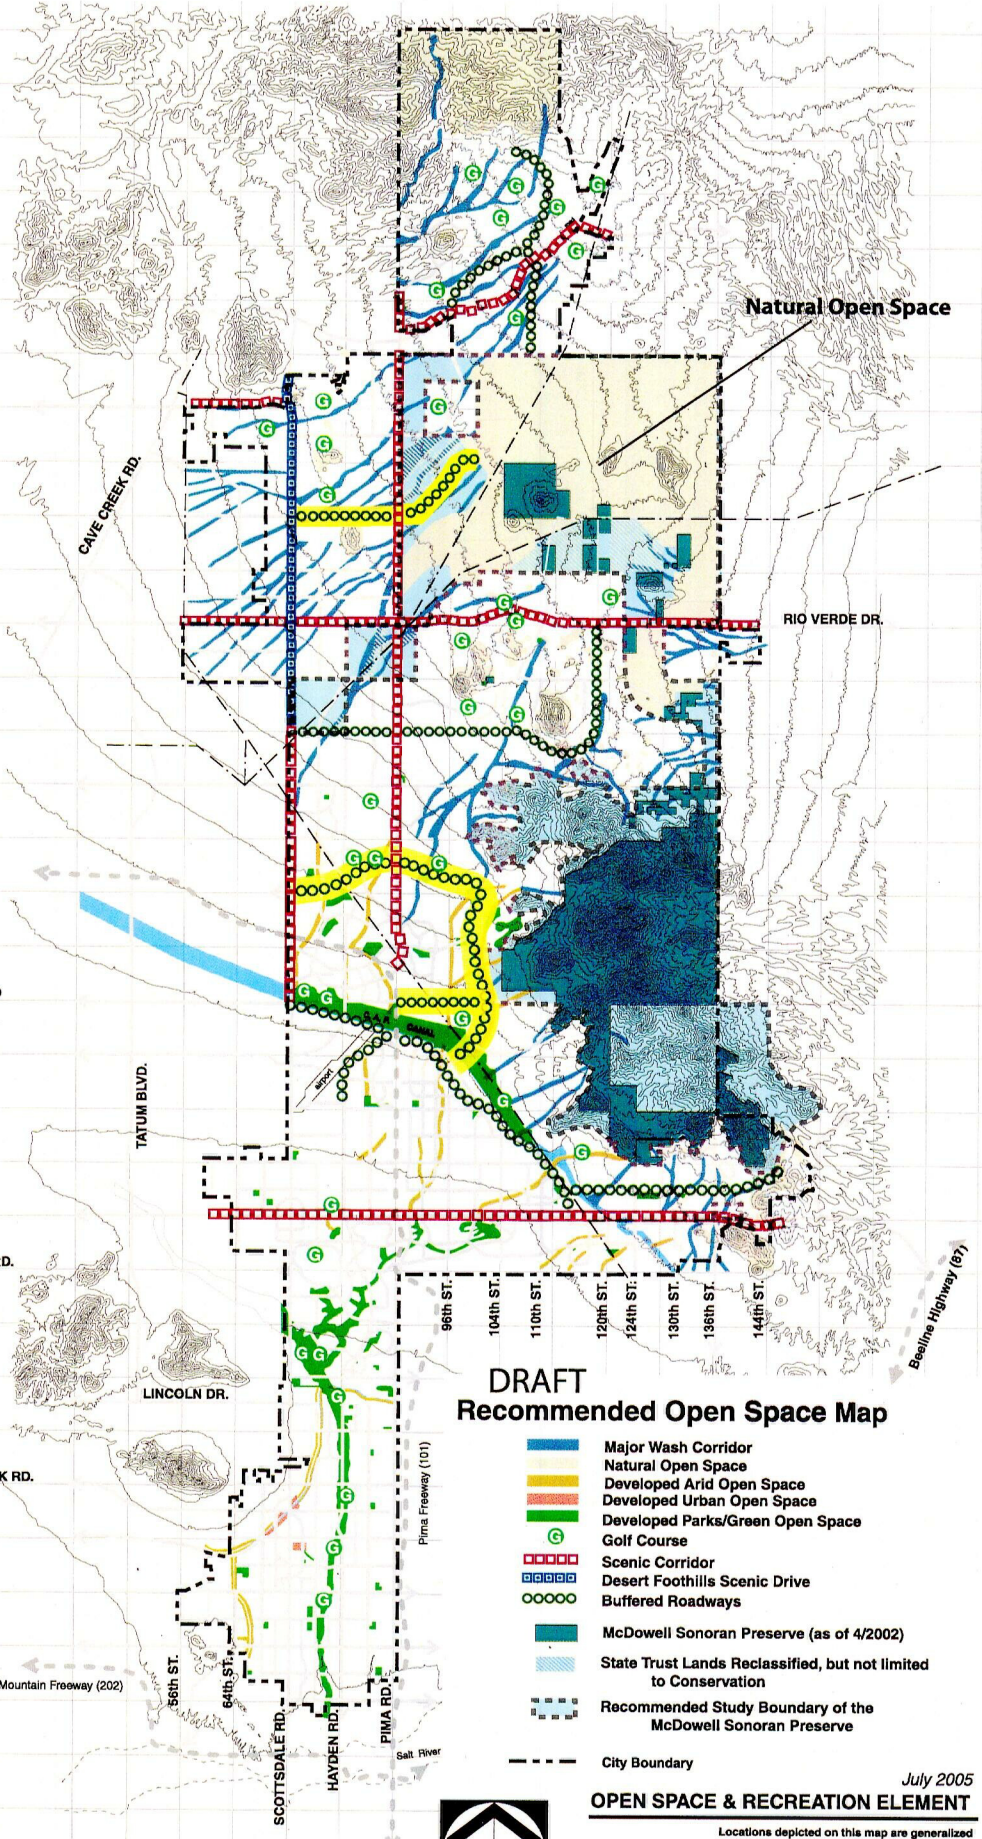 Natural Open Space
CAVE CREEK RD.
RIO VERDE DR.
C.A.P. CANAL
airport
TATUM BLVD.
D.
96th ST.
104th ST.
110th ST.
120th ST.
124th ST.
130th ST.
136th ST.
144th ST.
Beeline Highway (87)
LINCOLN DR.
K RD.
Pima Freeway (101)
Mountain Freeway (202)
56th ST.
64th ST.
SCOTTSDALE RD.
HAYDEN RD.
PIMA RD.
Salt River
DRAFT
Recommended Open Space Map
Major Wash Corridor
Natural Open Space
Developed Arid Open Space
Developed Urban Open Space
Developed Parks/Green Open Space
G Golf Course
Scenic Corridor
Desert Foothills Scenic Drive
Buffered Roadways
McDowell Sonoran Preserve (as of 4/2002)
State Trust Lands Reclassified, but not limited
to Conservation
Recommended Study Boundary of the
McDowell Sonoran Preserve
City Boundary
July 2005
OPEN SPACE & RECREATION ELEMENT
Locations depicted on this map are generalized